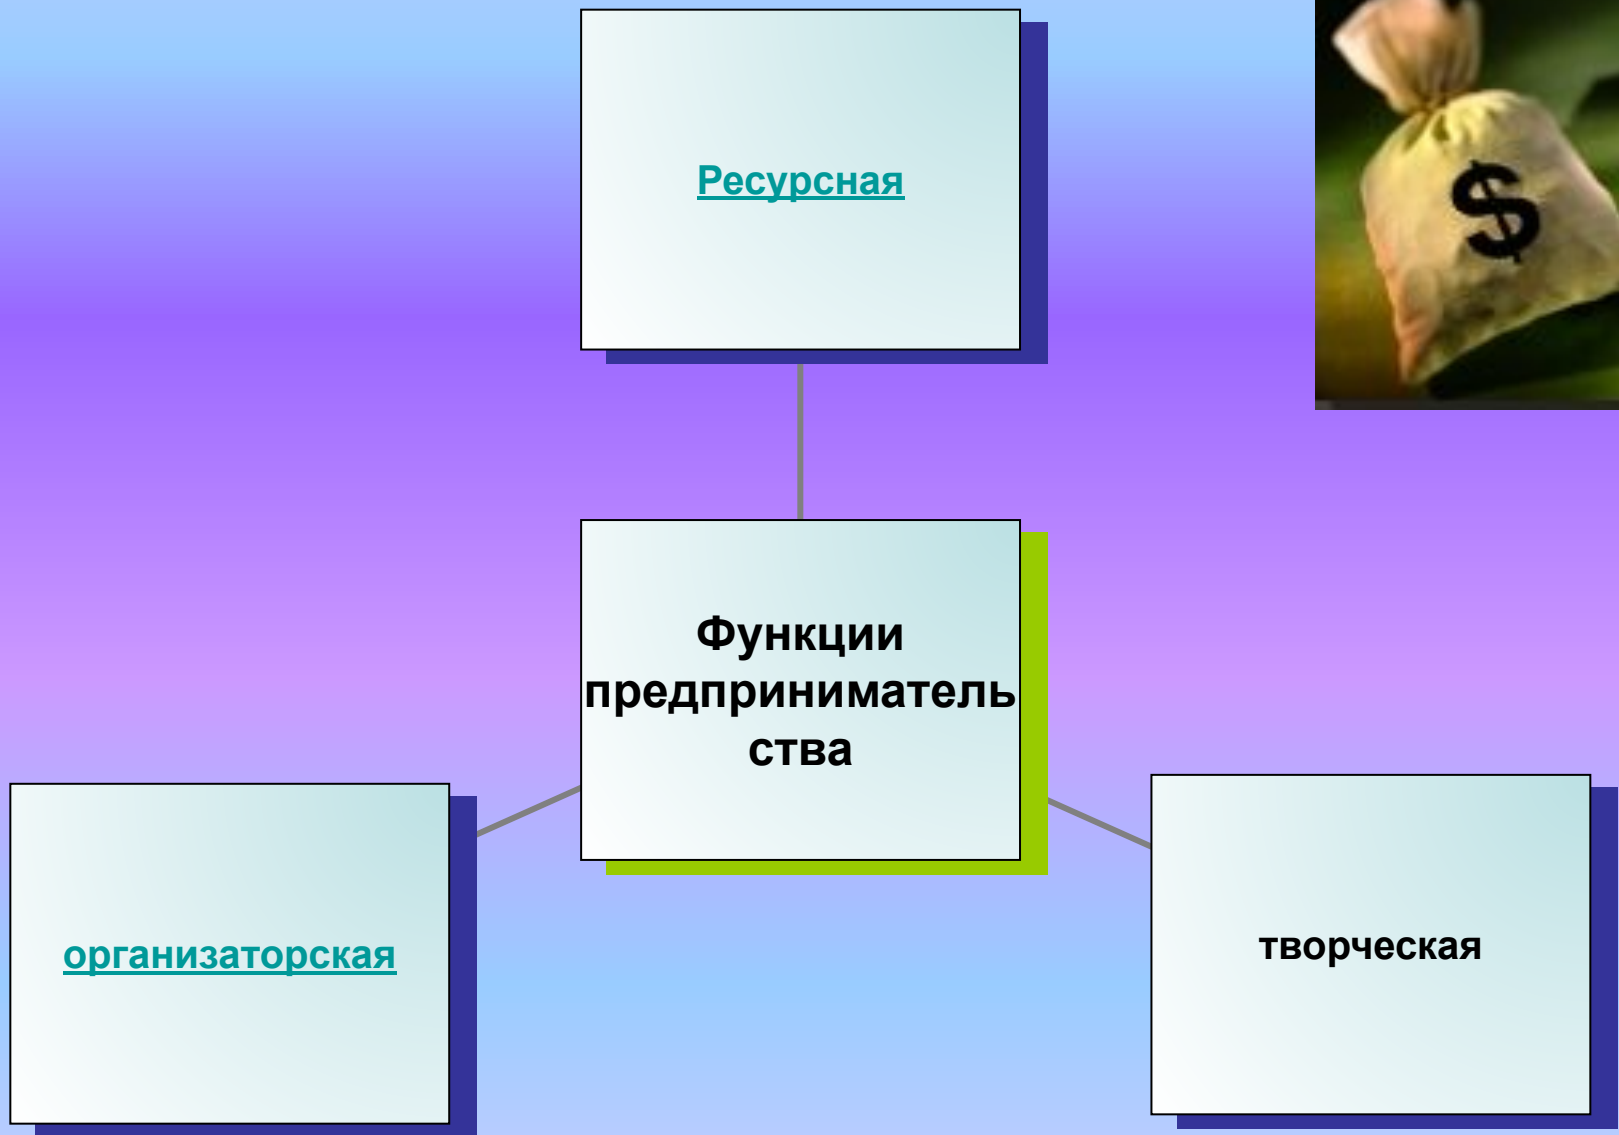 Ресурсная
$
Функции
предприниматель
ства
организаторская
творческая